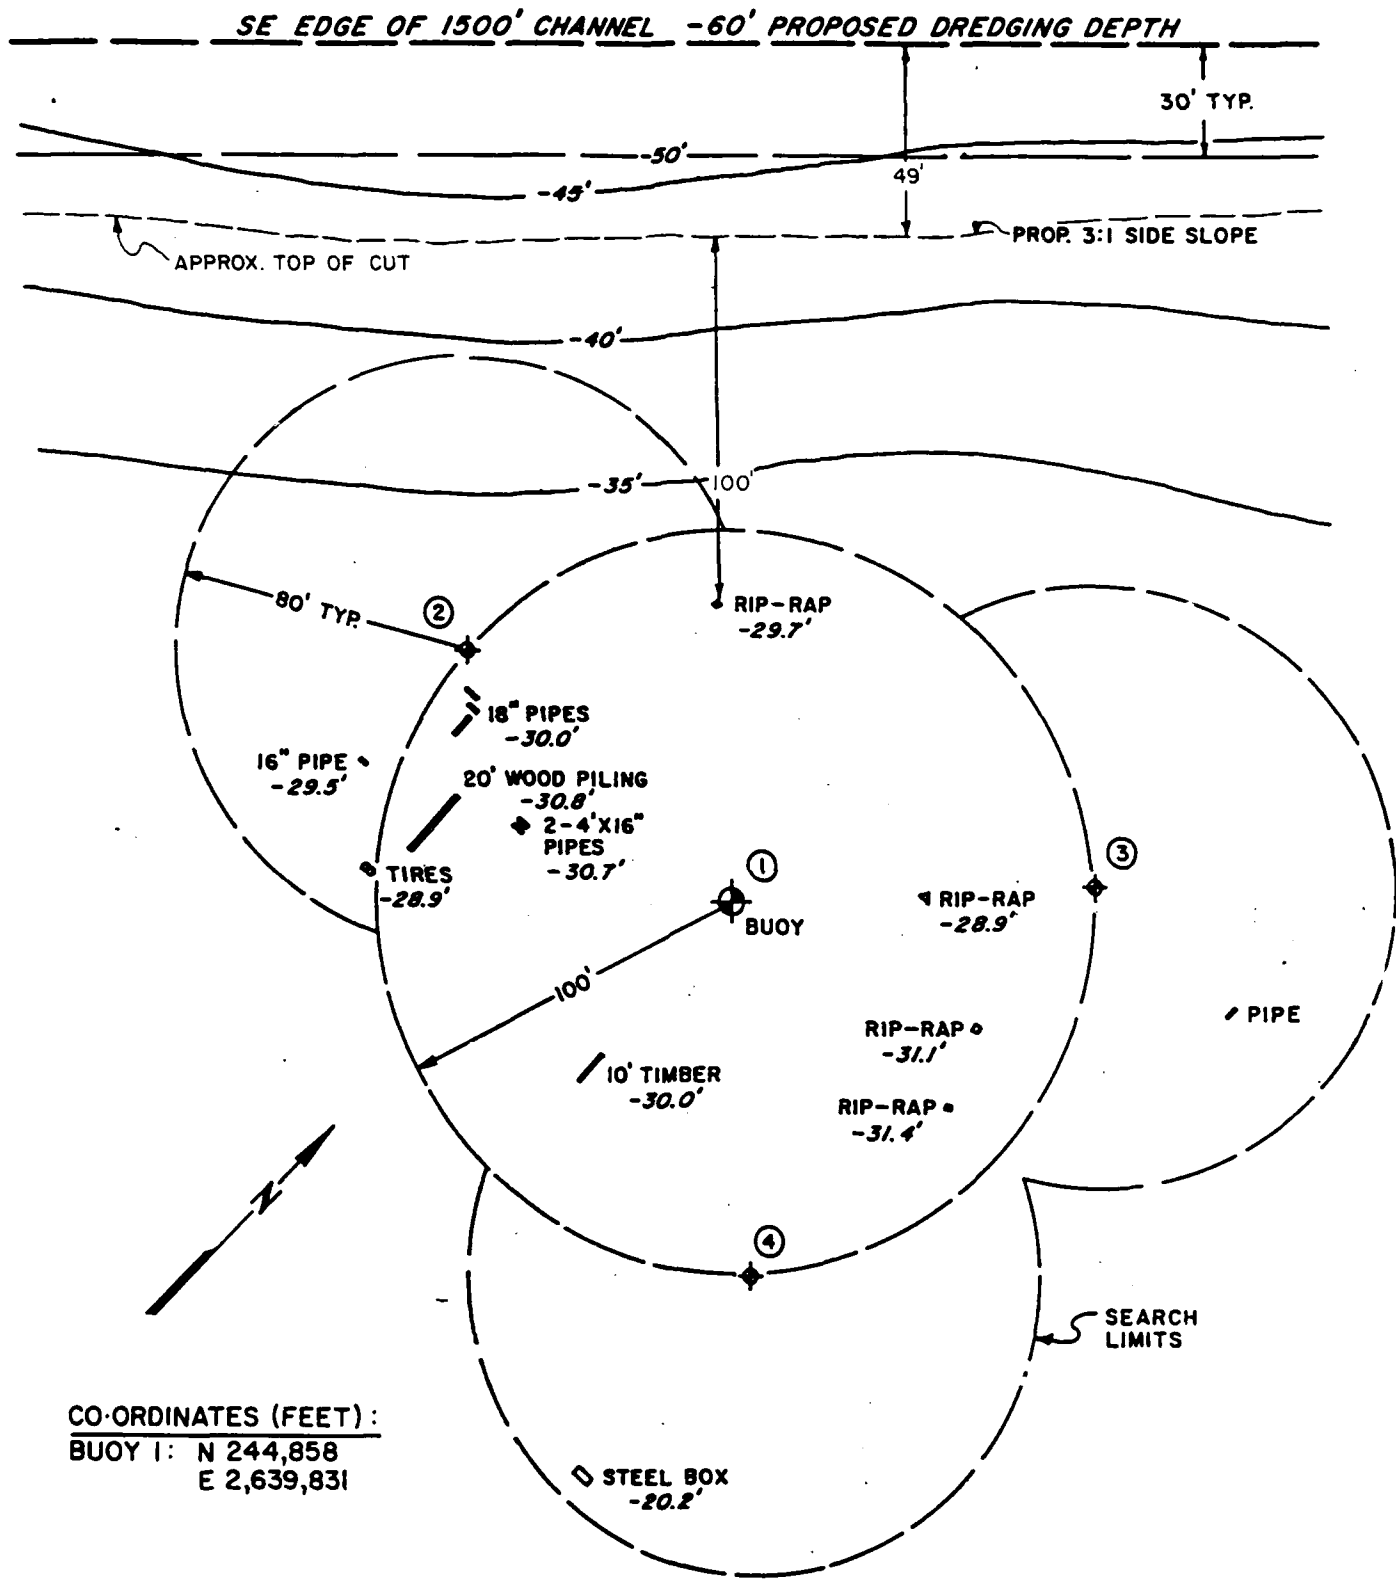 SE EDGE OF 1500' CHANNEL -60' PROPOSED DREDGING DEPTH
30' TYP.
-50'
49'
-45'
PROP. 3:1 SIDE SLOPE
APPROX. TOP OF CUT
-40'
-35'
100'
80' TYP.
2
RIP-RAP
-29.7'
18" PIPES
-30.0'
16" PIPE
-29.5'
20' WOOD PILING
-30.8'
2-4'X16"
PIPES
-30.7'
TIRES
-28.9'
1
BUOY
3
RIP-RAP
-28.9'
100'
PIPE
RIP-RAP
-31.1'
10' TIMBER
-30.0'
RIP-RAP
-31.4'
N
4
SEARCH
LIMITS
CO-ORDINATES (FEET):
BUOY 1: N 244,858
E 2,639,831
STEEL BOX
-20.2'